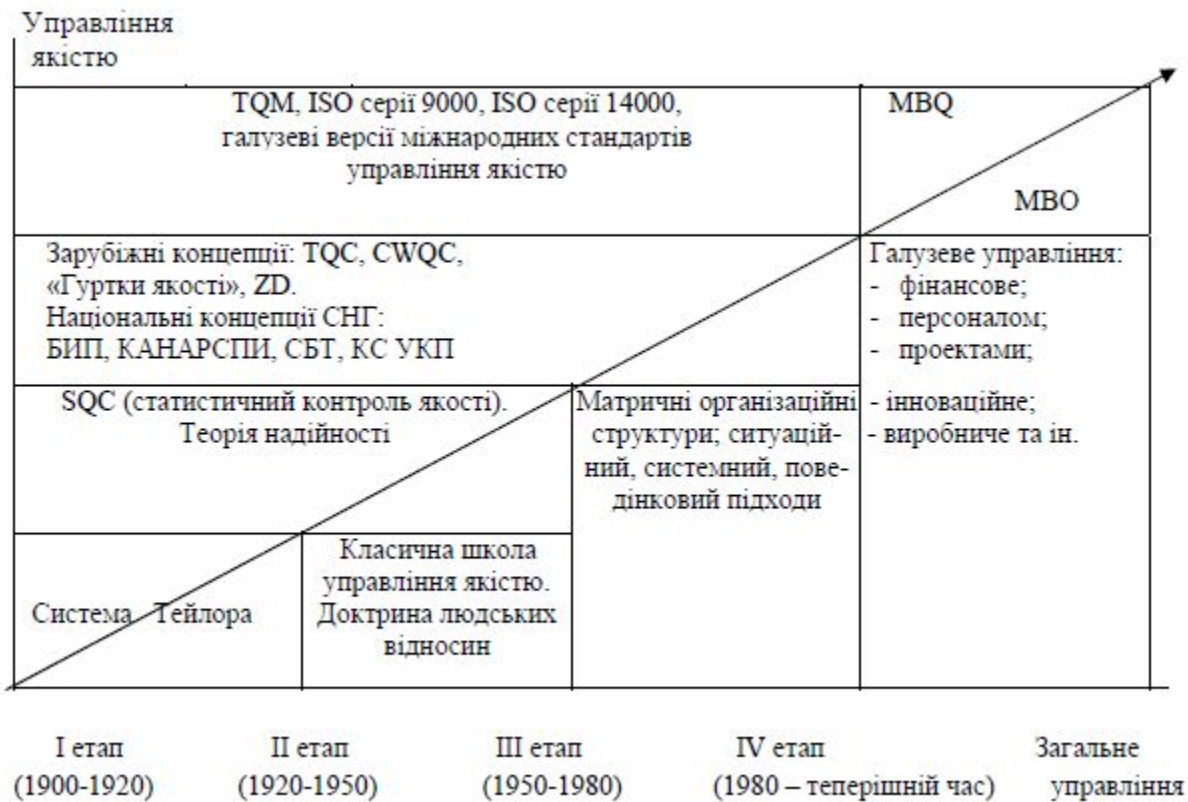 Управління
якістю
TQM, ISO серії 9000, ISO серії 14000,
галузеві версії міжнародних стандартів
управління якістю
MBQ
MBO
Зарубіжні концепції: TQC, CWQC,
«Гуртки якості», ZD.
Національні концепції СНГ:
БИП, КАНАРСПИ, СБТ, КС УКП
Галузеве управління:
- фінансове;
- персоналом;
- проектами;
- інноваційне;
- виробниче та ін.
SQC (статистичний контроль якості).
Теорія надійності
Матричні організаційні
структури; ситуацій-
ний, системний, пове-
дінковий підходи
Система Тейлора
Класична школа
управління якістю.
Доктрина людських
відносин
I етап
(1900-1920)
II етап
(1920-1950)
III етап
(1950-1980)
IV етап
(1980 – теперішній час)
Загальне
управління